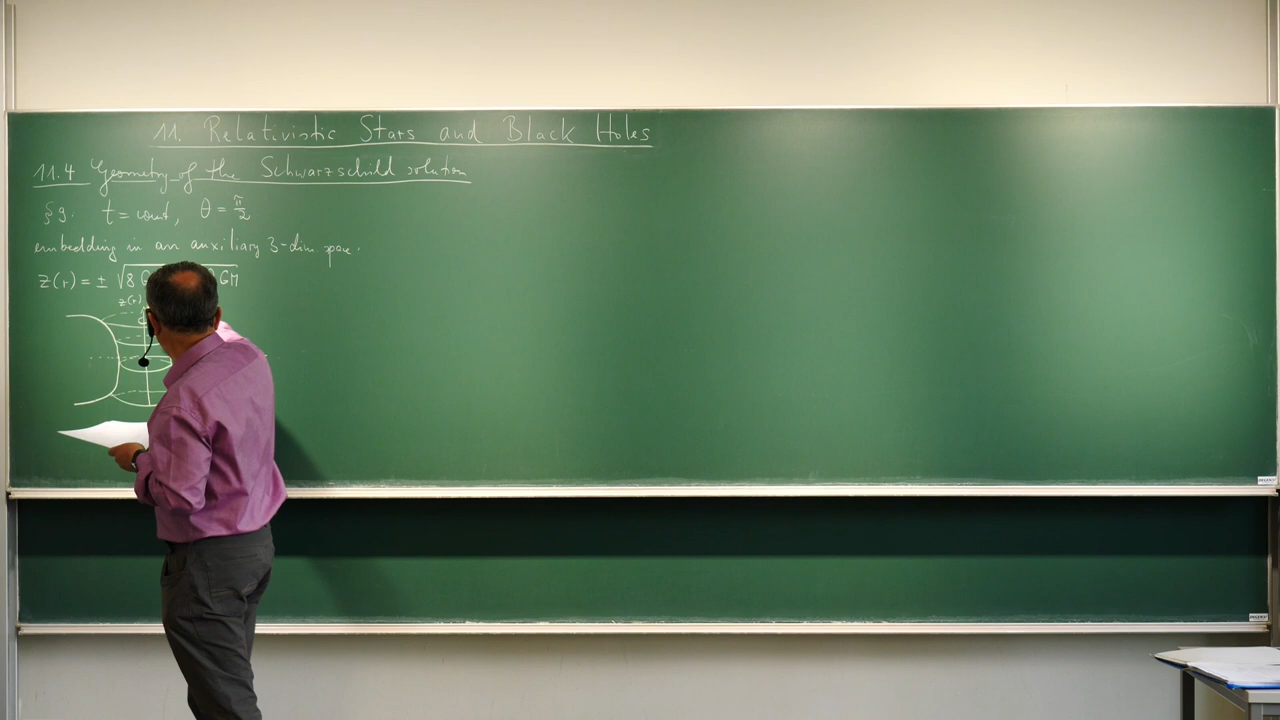 11. Relativistic Stars and Black Holes
11.4 Geometry of the Schwarzschild solution
t = const, θ = π/2
embedding in an auxiliary 3-dim space.
z(r) = ± √8 G GM
z(r)